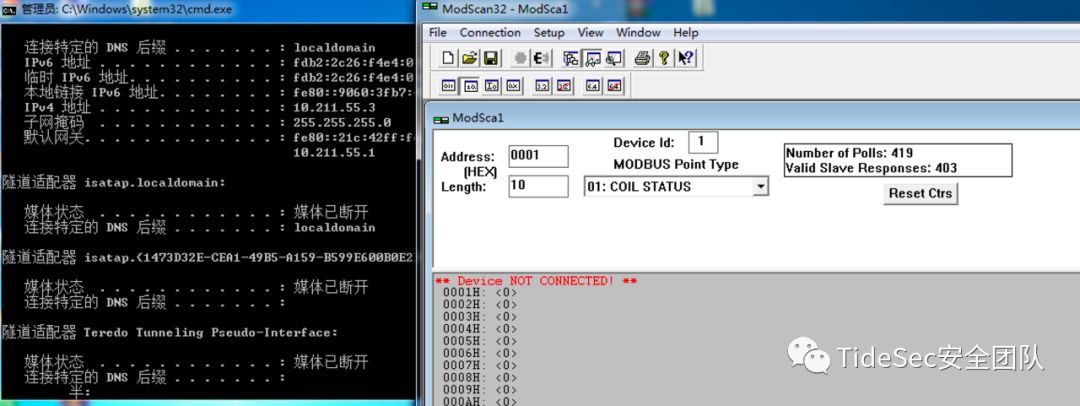 管理员: C:\Windows\system32\cmd.exe
连接特定的 DNS 后缀 . . . . . . . : localdomain
IPv6 地址 . . . . . . . . . . . . : fdb2:2c26:f4e4:0
临时 IPv6 地址. . . . . . . . . . : fdb2:2c26:f4e4:0
本地链接 IPv6 地址. . . . . . . . : fe80::9060:3fb7:
IPv4 地址 . . . . . . . . . . . . : 10.211.55.3
子网掩码 . . . . . . . . . . . . : 255.255.255.0
默认网关. . . . . . . . . . . . . : fe80::21c:42ff:f
10.211.55.1
隧道适配器 isatap.localdomain:
媒体状态 . . . . . . . . . . . . : 媒体已断开
连接特定的 DNS 后缀 . . . . . . . : localdomain
隧道适配器 isatap.{1473D32E-CEA1-49B5-A159-B599E600B0E2
媒体状态 . . . . . . . . . . . . : 媒体已断开
连接特定的 DNS 后缀 . . . . . . . :
隧道适配器 Teredo Tunneling Pseudo-Interface:
媒体状态 . . . . . . . . . . . . : 媒体已断开
连接特定的 DNS 后缀 . . . . . . . :
半:
ModScan32 - ModSca1
File Connection Setup View Window Help
ModSca1
Device Id: 1
Address: 0001
(HEX)
MODBUS Point Type
Length: 10
01: COIL STATUS
Number of Polls: 419
Valid Slave Responses: 403
Reset Ctrs
** Device NOT CONNECTED! **
0001H: <0>
0002H: <0>
0003H: <0>
0004H: <0>
0005H: <0>
0006H: <0>
0007H: <0>
0008H: <0>
0009H: <0>
000AH: <0>
TideSec安全团队